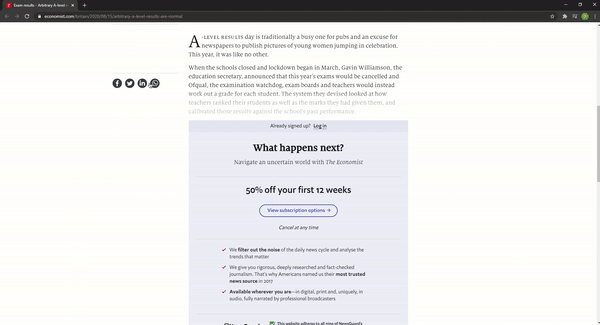 Exam results - Arbitrary A-level r
economist.com/britain/2020/08/15/arbitrary-a-level-results-are-normal
A-LEVEL RESULTS day is traditionally a busy one for pubs and an excuse for
newspapers to publish pictures of young women jumping in celebration.
This year, it was like no other.
When the schools closed and lockdown began in March, Gavin Williamson, the
education secretary, announced that this year's exams would be cancelled and
Ofqual, the examination watchdog, exam boards and teachers would instead
work out a grade for each student. The system they devised looked at how
teachers ranked their students as well as the marks they had given them, and
calibrated those results against the school's past performance.
Already signed up? Log in
What happens next?
Navigate an uncertain world with The Economist
50% off your first 12 weeks
View subscription options →
Cancel at any time
We filter out the noise of the daily news cycle and analyse the
trends that matter
We give you rigorous, deeply researched and fact-checked
journalism. That's why Americans named us their most trusted
news source in 2017
Available wherever you are—in digital, print and, uniquely, in
audio, fully narrated by professional broadcasters
This website adheres to all nine of NewsGuard's